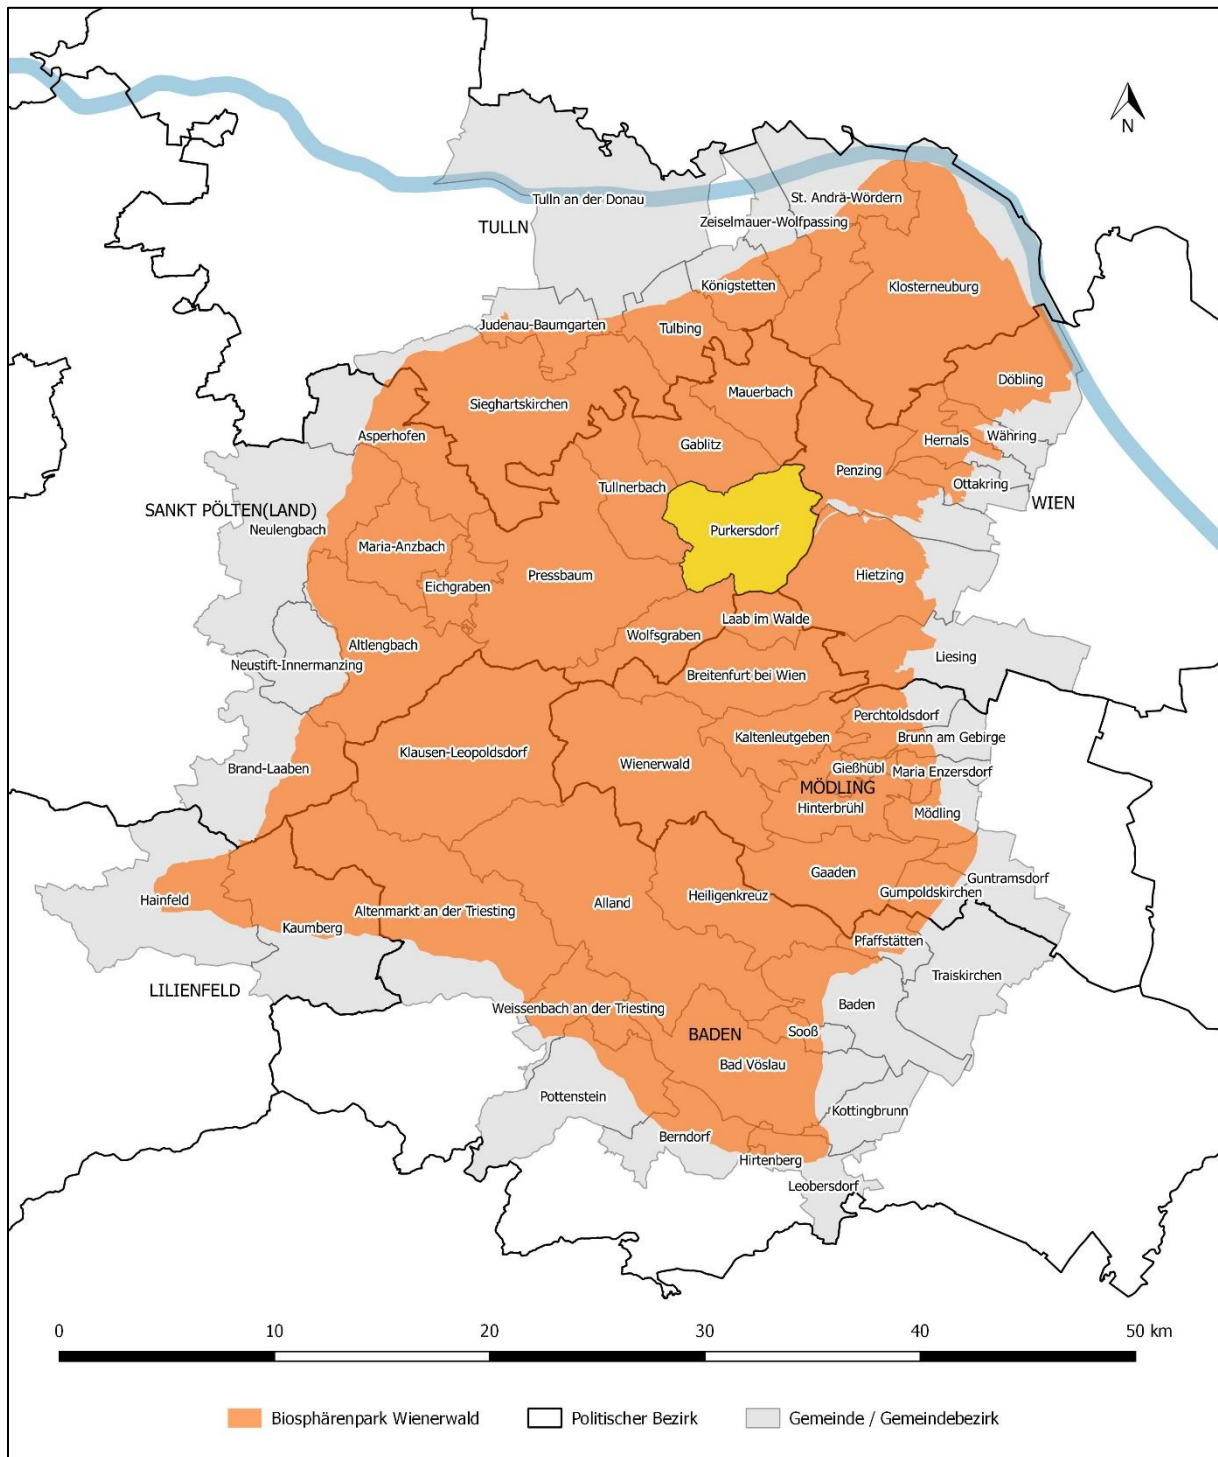 N
Tulln an der Donau
St. Andrä-Wördern
Zeiselmauer-Wolfpassing
TULLN
Königstetten
Klosterneuburg
Judenau-Baumgarten
Tulbing
Döbling
Mauerbach
Sieghartskirchen
Asperhofen
Gablitz
Hernals
Währing
Penzing
Tullnerbach
Ottakring
WIEN
SANKT PÖLTEN(LAND)
Neulengbach
Purkersdorf
Maria-Anzbach
Pressbaum
Hietzing
Eichgraben
Laab im Walde
Wolfsgraben
Altlengbach
Liesing
Neustift-Innermanzing
Breitenfurt bei Wien
Perchtoldsdorf
Kaltenleutgeben
Brunn am Gebirge
Klausen-Leopoldsdorf
Wienerwald
Brand-Laaben
Gießhübl
Maria Enzersdorf
MÖDLING
Hinterbrühl
Mödling
Gaaden
Guntramsdorf
Gumpoldskirchen
Heiligenkreuz
Hainfeld
Alland
Altenmarkt an der Triesting
Kaumberg
Pfaffstätten
Traiskirchen
LILIENFELD
Baden
Weissenbach an der Triesting
BADEN
Sooß
Bad Vöslau
Pottenstein
Kottingbrunn
Berndorf
Hirtenberg
Leobersdorf
0 10 20 30 40 50 km
Biosphärenpark Wienerwald Politischer Bezirk Gemeinde / Gemeindebezirk